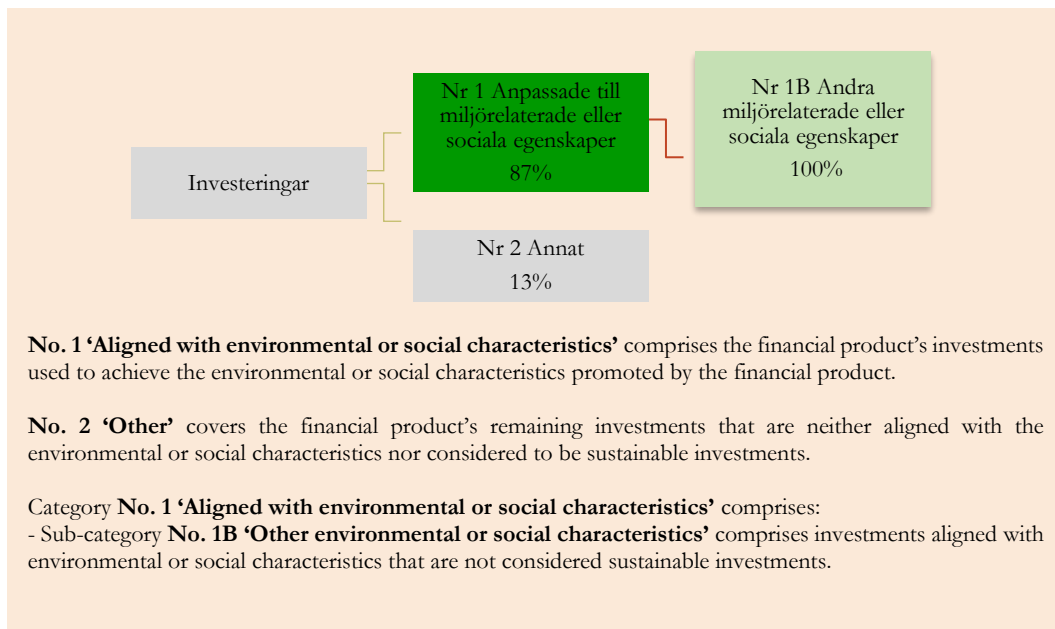 Investeringar
Nr 1 Anpassade till
miljörelaterade eller
sociala egenskaper
87%
Nr 1B Andra
miljörelaterade eller
sociala egenskaper
100%
Nr 2 Annat
13%
No. 1 ‘Aligned with environmental or social characteristics’ comprises the financial product’s investments
used to achieve the environmental or social characteristics promoted by the financial product.
No. 2 ‘Other’ covers the financial product’s remaining investments that are neither aligned with the
environmental or social characteristics nor considered to be sustainable investments.
Category No. 1 ‘Aligned with environmental or social characteristics’ comprises:
- Sub-category No. 1B ‘Other environmental or social characteristics’ comprises investments aligned with
environmental or social characteristics that are not considered sustainable investments.